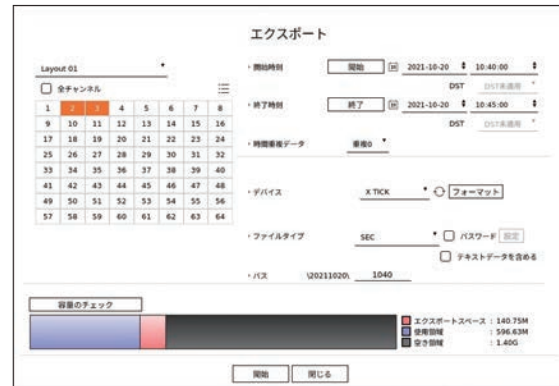 エクスポート
Layout 01
全チャンネル
1 2 3 4 5 6 7 8
9 10 11 12 13 14 15 16
17 18 19 20 21 22 23 24
25 26 27 28 29 30 31 32
33 34 35 36 37 38 39 40
41 42 43 44 45 46 47 48
49 50 51 52 53 54 55 56
57 58 59 60 61 62 63 64
・開始時刻 開始 2021-10-20 10:40:00
DST DST未適用
・終了時刻 終了 2021-10-20 10:45:00
DST DST未適用
・時間重複データ 重複0
・デバイス X TICK フォーマット
・ファイルタイプ SEC パスワード 設定
テキストデータを含める
・パス \20211020\ 1040
容量のチェック
エクスポートスペース : 140.75M
使用領域 : 596.63M
空き領域 : 1.40G
開始 閉じる